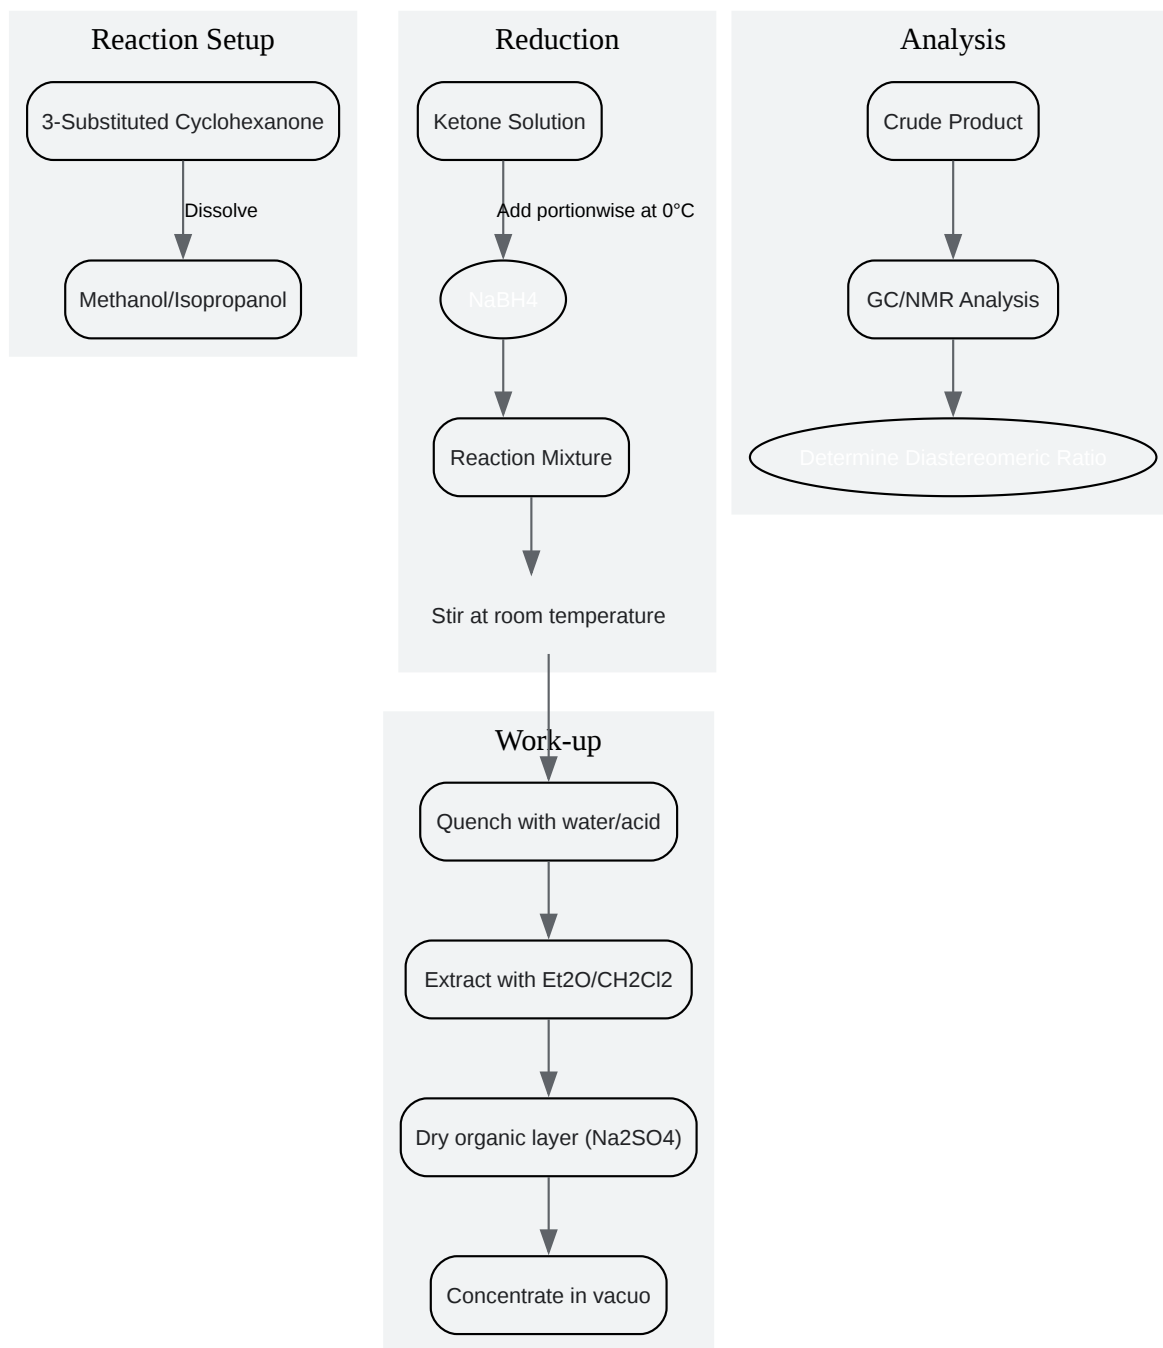 Reaction Setup
3-Substituted Cyclohexanone
Dissolve
Methanol/Isopropanol
Reduction
Ketone Solution
Add portionwise at 0°C
NaBH4
Reaction Mixture
Stir at room temperature
Work-up
Quench with water/acid
Extract with Et2O/CH2Cl2
Dry organic layer (Na2SO4)
Concentrate in vacuo
Analysis
Crude Product
GC/NMR Analysis
Determine Diastereomeric Ratio